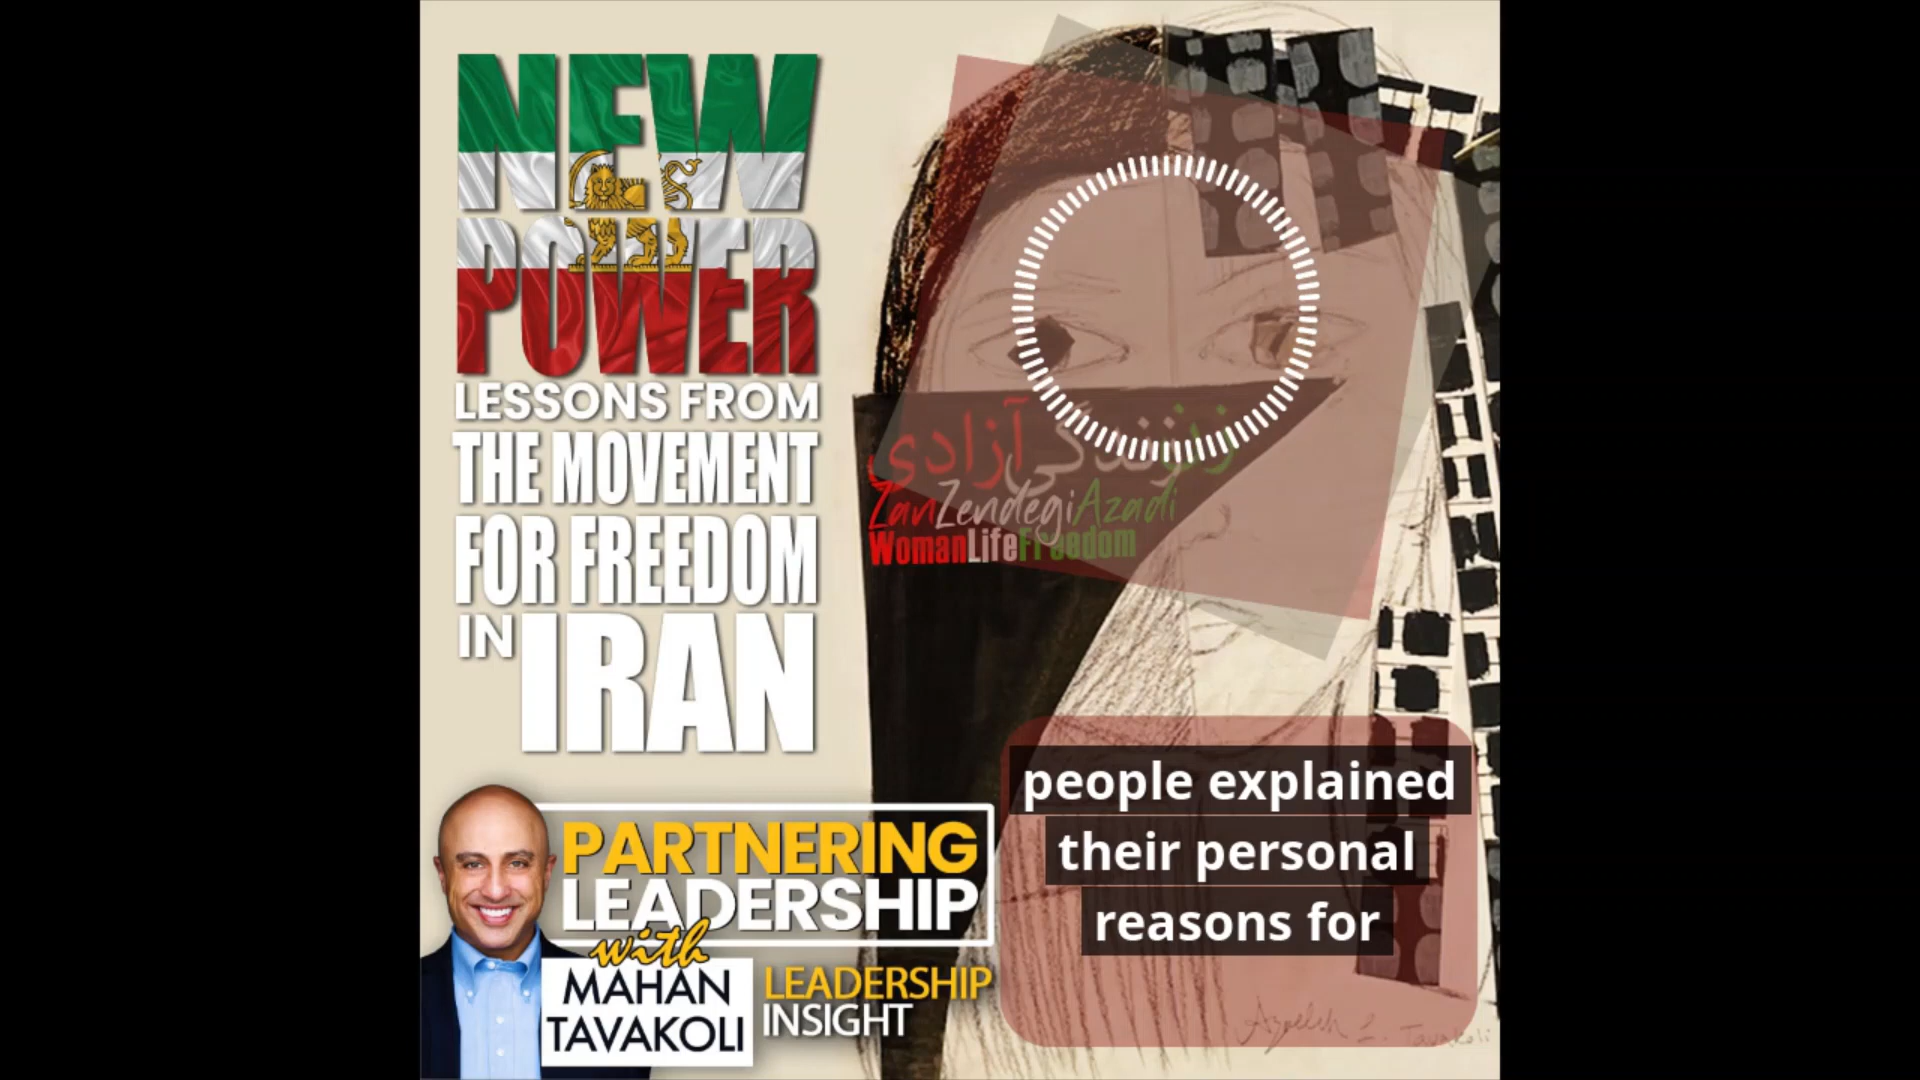 NEW
POWER
LESSONS FROM
THE MOVEMENT
FOR FREEDOM
IN IRAN
زن زندگی آزادی
ZanZendegiAzadi
WomanLifeFreedom
people explained
their personal
reasons for
PARTNERING
LEADERSHIP
with
MAHAN
TAVAKOLI
LEADERSHIP
INSIGHT